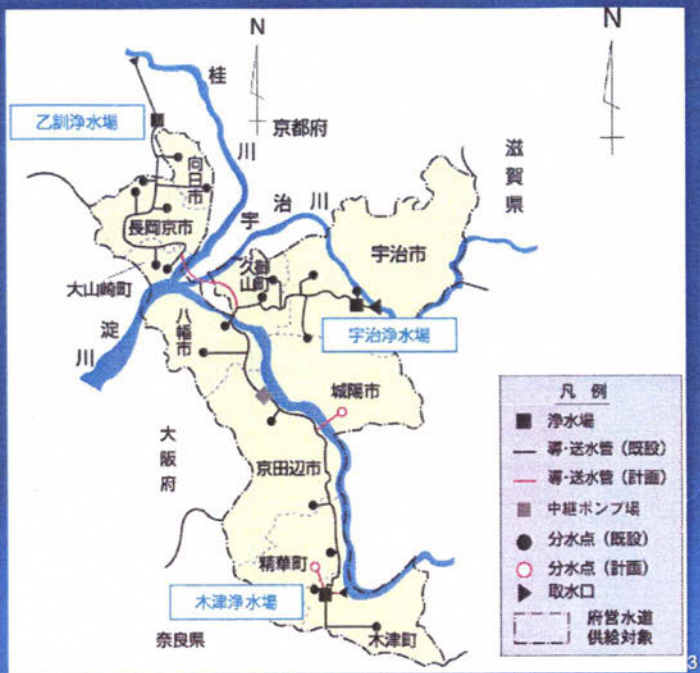 N
N
桂川
京都府
乙訓浄水場
滋賀県
向日市
宇治川
長岡京市
宇治市
久御
山町
大山崎町
八幡市
宇治浄水場
淀川
城陽市
大阪府
京田辺市
精華町
木津浄水場
奈良県
木津町
凡 例
浄水場
導・送水管(既設)
導・送水管(計画)
中継ポンプ場
分水点(既設)
分水点(計画)
取水口
府営水道
供給対象
3